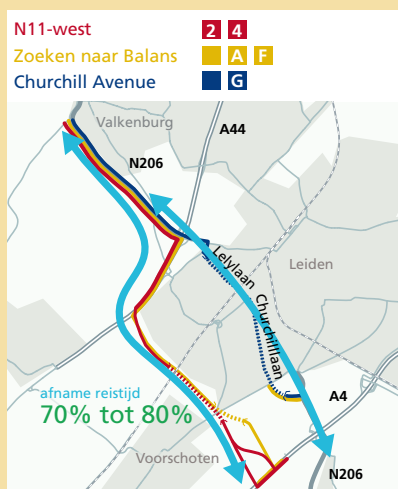 N11-west 2 4
Zoeken naar Balans A F
Churchill Avenue G
Valkenburg
A44
N206
Lelylaan
Leiden
Churchilllaan
afname reistijd
70% tot 80%
A4
Voorschoten
N206